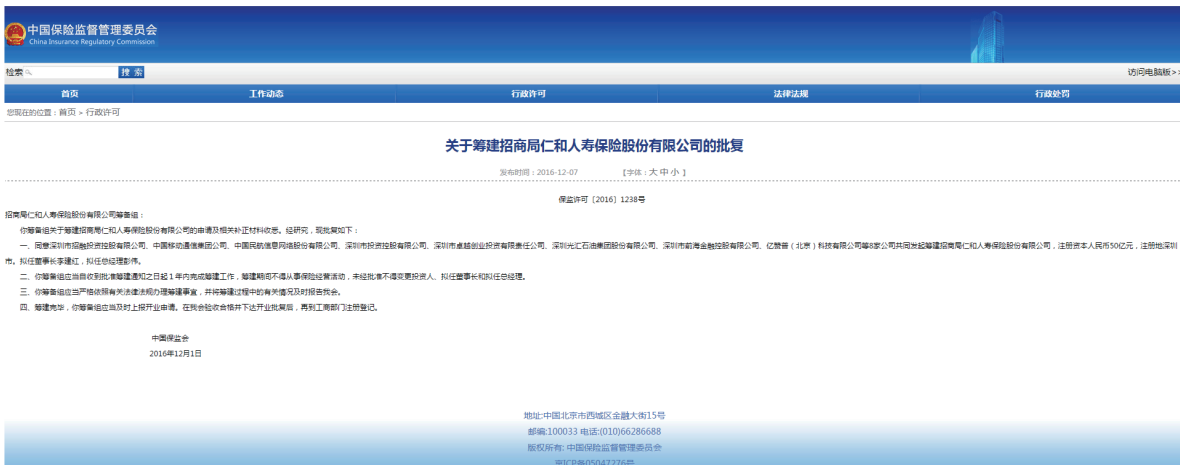 中国保险监督管理委员会
China Insurance Regulatory Commission
检索
搜 索
访问电脑版>>
首页 工作动态 行政许可 法律法规 行政处罚
您现在的位置：首页 > 行政许可
关于筹建招商局仁和人寿保险股份有限公司的批复
发布时间：2016-12-07 【字体：大 中 小 】
保监许可〔2016〕1238号
招商局仁和人寿保险股份有限公司筹备组：
你筹备组关于筹建招商局仁和人寿保险股份有限公司的申请及相关补正材料收悉。经研究，现批复如下：
一、同意深圳市招融投资控股有限公司、中国移动通信集团公司、中国民航信息网络股份有限公司、深圳市投资控股有限公司、深圳市卓越创业投资有限责任公司、深圳光汇石油集团股份有限公司、深圳市前海金融控股有限公司、亿赞普（北京）科技有限公司等8家公司共同发起筹建招商局仁和人寿保险股份有限公司，注册资本人民币50亿元，注册地深圳
市。拟任董事长李建红，拟任总经理彭伟。
二、你筹备组应当自收到批准筹建通知之日起１年内完成筹建工作，筹建期间不得从事保险经营活动，未经批准不得变更投资人、拟任董事长和拟任总经理。
三、你筹备组应当严格依照有关法律法规办理筹建事宜，并将筹建过程中的有关情况及时报告我会。
四、筹建完毕，你筹备组应当及时上报开业申请。在我会验收合格并下达开业批复后，再到工商部门注册登记。
中国保监会
2016年12月1日
地址:中国北京市西城区金融大街15号
邮编:100033 电话:(010)66286688
版权所有: 中国保险监督管理委员会
京ICP备05047276号